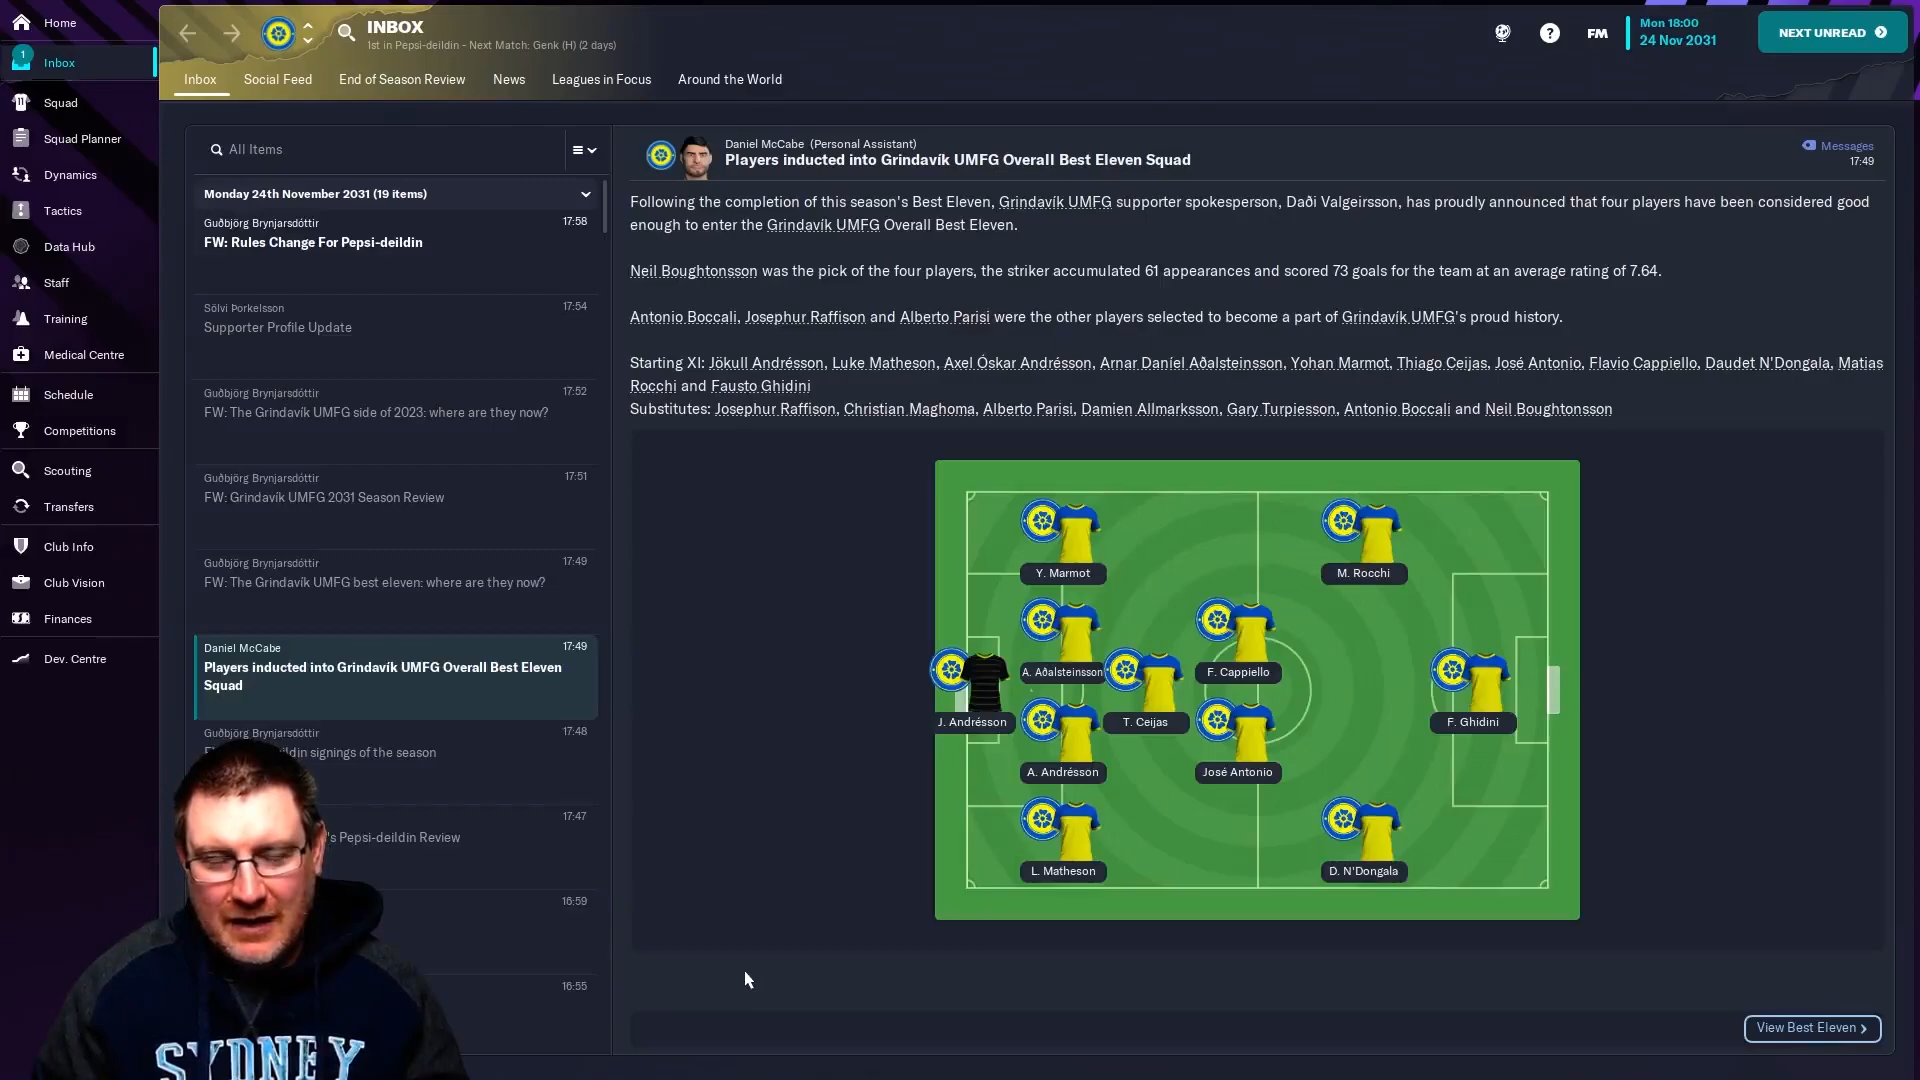 Home
1
Inbox
Squad
Squad Planner
Dynamics
Tactics
Data Hub
Staff
Training
Medical Centre
Schedule
Competitions
Scouting
Transfers
Club Info
Club Vision
Finances
Dev. Centre
INBOX
1st in Pepsi-deildin - Next Match: Genk (H) (2 days)
FM
Mon 18:00
24 Nov 2031
NEXT UNREAD
Inbox
Social Feed
End of Season Review
News
Leagues in Focus
Around the World
All Items
Monday 24th November 2031 (19 items)
Guðbjörg Brynjarsdóttir 17:58
FW: Rules Change For Pepsi-deildin
Sölvi Þorkelsson 17:54
Supporter Profile Update
Guðbjörg Brynjarsdóttir 17:52
FW: The Grindavík UMFG side of 2023: where are they now?
Guðbjörg Brynjarsdóttir 17:51
FW: Grindavík UMFG 2031 Season Review
Guðbjörg Brynjarsdóttir 17:49
FW: The Grindavík UMFG best eleven: where are they now?
Daniel McCabe 17:49
Players inducted into Grindavík UMFG Overall Best Eleven
Squad
Guðbjörg Brynjarsdóttir 17:48
signings of the season
17:47
's Pepsi-deildin Review
16:59
16:55
SYDNEY
Daniel McCabe (Personal Assistant)
Players inducted into Grindavík UMFG Overall Best Eleven Squad
Messages
17:49
Following the completion of this season's Best Eleven, Grindavík UMFG supporter spokesperson, Daði Valgeirsson, has proudly announced that four players have been considered good
enough to enter the Grindavík UMFG Overall Best Eleven.
Neil Boughtonsson was the pick of the four players, the striker accumulated 61 appearances and scored 73 goals for the team at an average rating of 7.64.
Antonio Boccali, Josephur Raffison and Alberto Parisi were the other players selected to become a part of Grindavík UMFG's proud history.
Starting XI: Jökull Andrésson, Luke Matheson, Axel Óskar Andrésson, Arnar Daníel Aðalsteinsson, Yohan Marmot, Thiago Ceijas, José Antonio, Flavio Cappiello, Daudet N'Dongala, Matias
Rocchi and Fausto Ghidini
Substitutes: Josephur Raffison, Christian Maghoma, Alberto Parisi, Damien Allmarksson, Gary Turpiesson, Antonio Boccali and Neil Boughtonsson
Y. Marmot
M. Rocchi
A. Aðalsteinsson
F. Cappiello
J. Andrésson
T. Ceijas
F. Ghidini
A. Andrésson
José Antonio
L. Matheson
D. N'Dongala
View Best Eleven